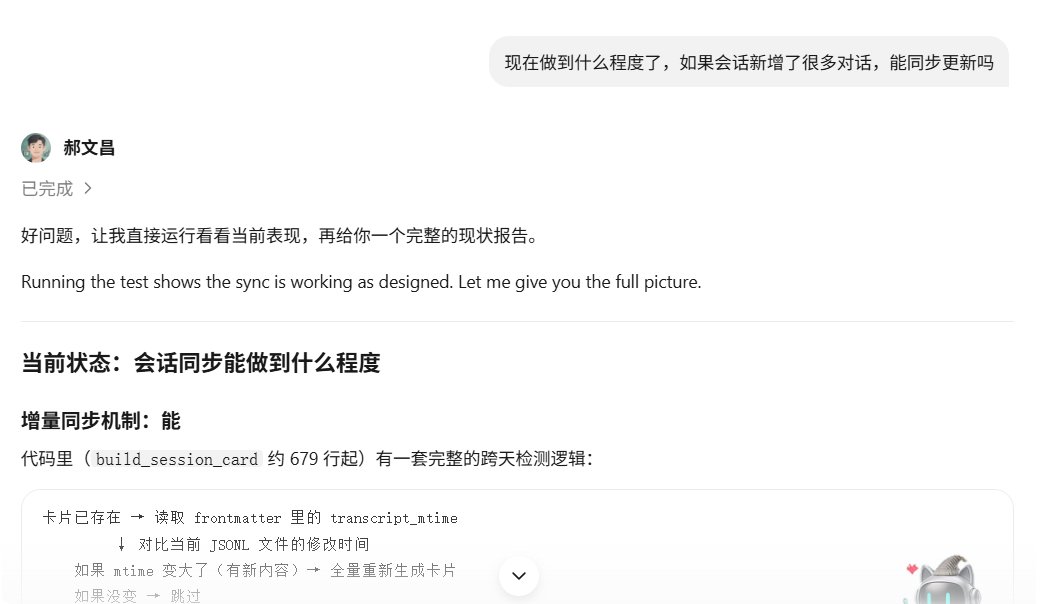 现在做到什么程度了，如果会话新增了很多对话，能同步更新吗
郝文昌
已完成
好问题，让我直接运行看看当前表现，再给你一个完整的现状报告。
Running the test shows the sync is working as designed. Let me give you the full picture.
当前状态：会话同步能做到什么程度
增量同步机制：能
代码里（build_session_card 约 679 行起）有一套完整的跨天检测逻辑：
卡片已存在 → 读取 frontmatter 里的 transcript_mtime
↓ 对比当前 JSONL 文件的修改时间
如果 mtime 变大了（有新内容）→ 全量重新生成卡片
如果没变 → 跳过